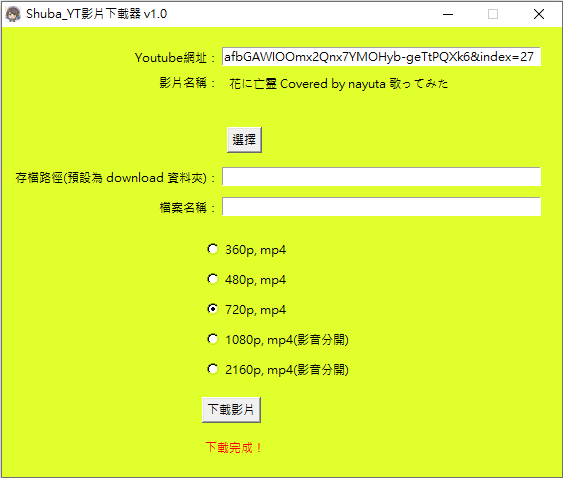 Shuba_YT影片下載器 v1.0
Youtube網址： afbGAWIOOmx2Qnx7YMOHyb-geTtPQXk6&index=27
影片名稱： 花に亡靈 Covered by nayuta 歌ってみた
選擇
存檔路徑(預設為 download 資料夾)：
檔案名稱：
360p, mp4
480p, mp4
720p, mp4
1080p, mp4(影音分開)
2160p, mp4(影音分開)
下載影片
下載完成！